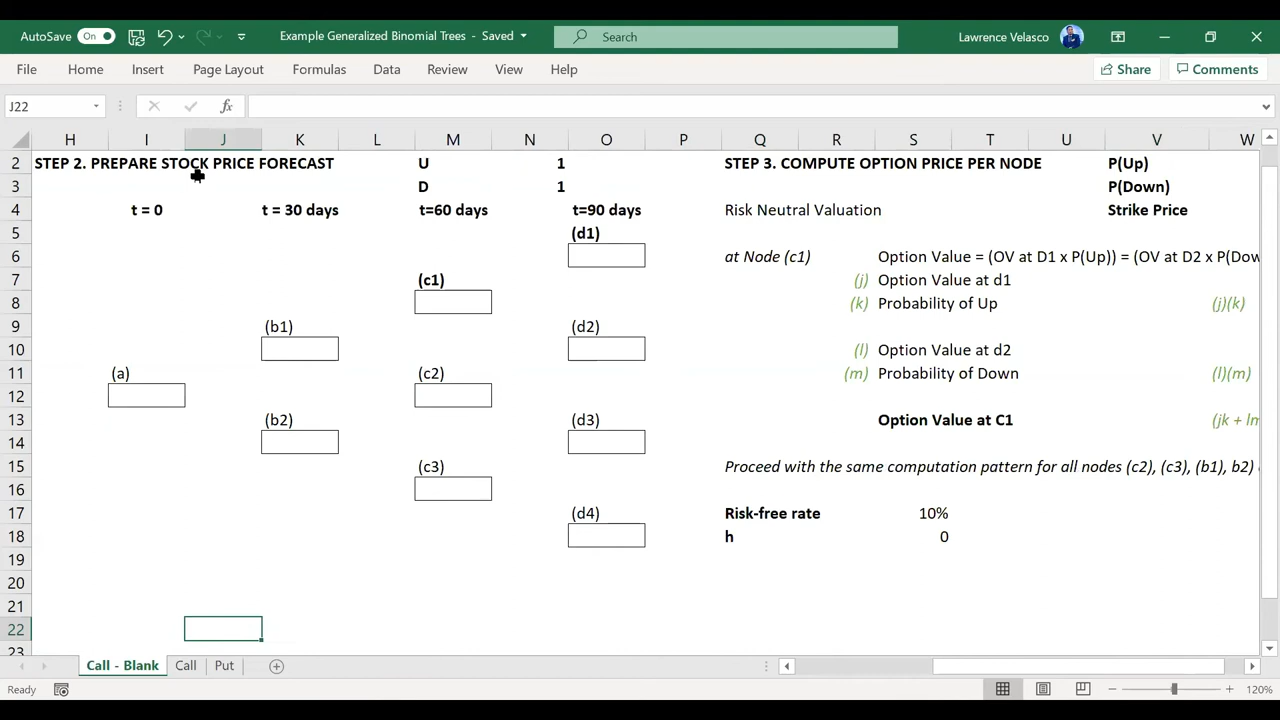 AutoSave On Example Generalized Binomial Trees - Saved Search Lawrence Velasco
File Home Insert Page Layout Formulas Data Review View Help Share Comments
J22 fx
H I J K L M N O P Q R S T U V W
2 STEP 2. PREPARE STOCK PRICE FORECAST U 1 STEP 3. COMPUTE OPTION PRICE PER NODE P(Up)
3 D 1 P(Down)
4 t = 0 t = 30 days t=60 days t=90 days Risk Neutral Valuation Strike Price
5 (d1)
6 at Node (c1) Option Value = (OV at D1 x P(Up)) = (OV at D2 x P(Dow
7 (c1) (j) Option Value at d1
8 (k) Probability of Up (j)(k)
9 (b1) (d2)
10 (l) Option Value at d2
11 (a) (c2) (m) Probability of Down (l)(m)
12
13 (b2) (d3) Option Value at C1 (jk + lm
14
15 (c3) Proceed with the same computation pattern for all nodes (c2), (c3), (b1), b2)
16
17 (d4) Risk-free rate 10%
18 h 0
19
20
21
22
23
Call - Blank Call Put
Ready 120%